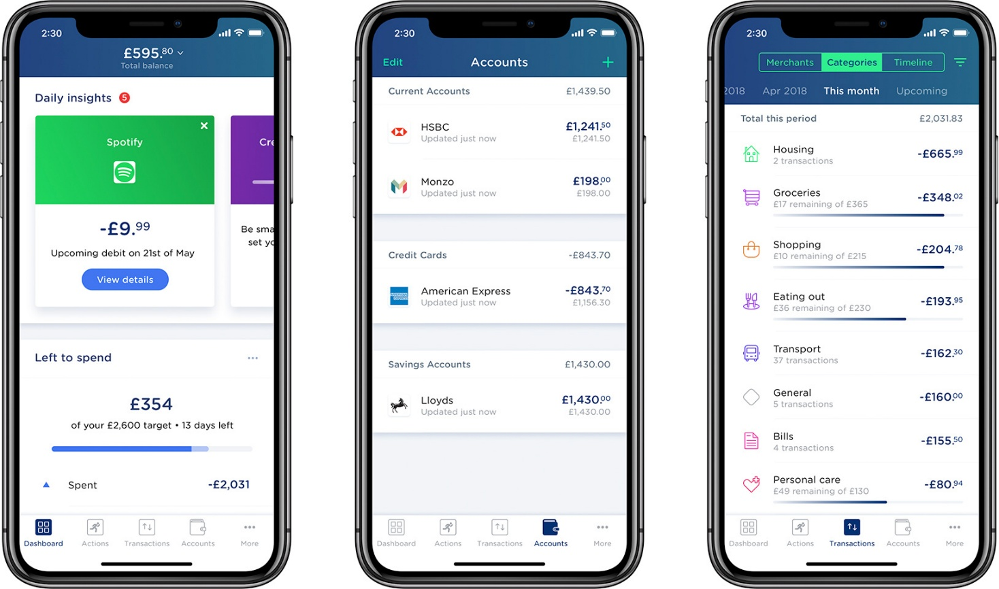 2:30
£595.80
Total balance
Daily insights 5
Spotify
-£9.99
Upcoming debit on 21st of May
View details
Cre
Be sma
set yo
Left to spend
£354
of your £2,600 target • 13 days left
Spent -£2,031
Dashboard Actions Transactions Accounts More
2:30
Edit Accounts +
Current Accounts £1,439.50
HSBC £1,241.50
Updated just now £1,241.50
Monzo £198.00
Updated just now £198.00
Credit Cards -£843.70
AMERICAN
EXPRESS
American Express -£843.70
Updated just now £1,156.30
Savings Accounts £1,430.00
Lloyds £1,430.00
Updated just now £1,430.00
Dashboard Actions Transactions Accounts More
2:30
Merchants Categories Timeline
2018 Apr 2018 This month Upcoming
Total this period £2,031.83
Housing -£665.99
2 transactions
Groceries -£348.02
£17 remaining of £365
Shopping -£204.78
£10 remaining of £215
Eating out -£193.95
£36 remaining of £230
Transport -£162.30
37 transactions
General -£160.00
5 transactions
Bills -£155.50
4 transactions
Personal care -£80.94
£49 remaining of £130
Dashboard Actions Transactions Accounts More